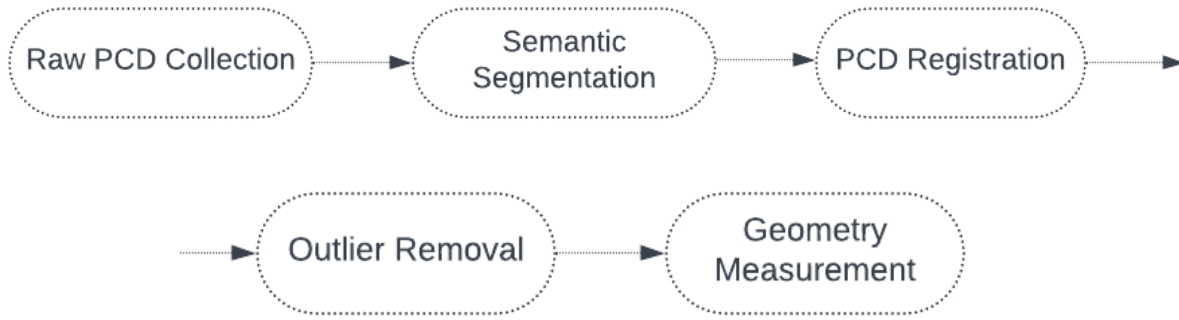 Raw PCD Collection
Semantic
Segmentation
PCD Registration
Outlier Removal
Geometry
Measurement